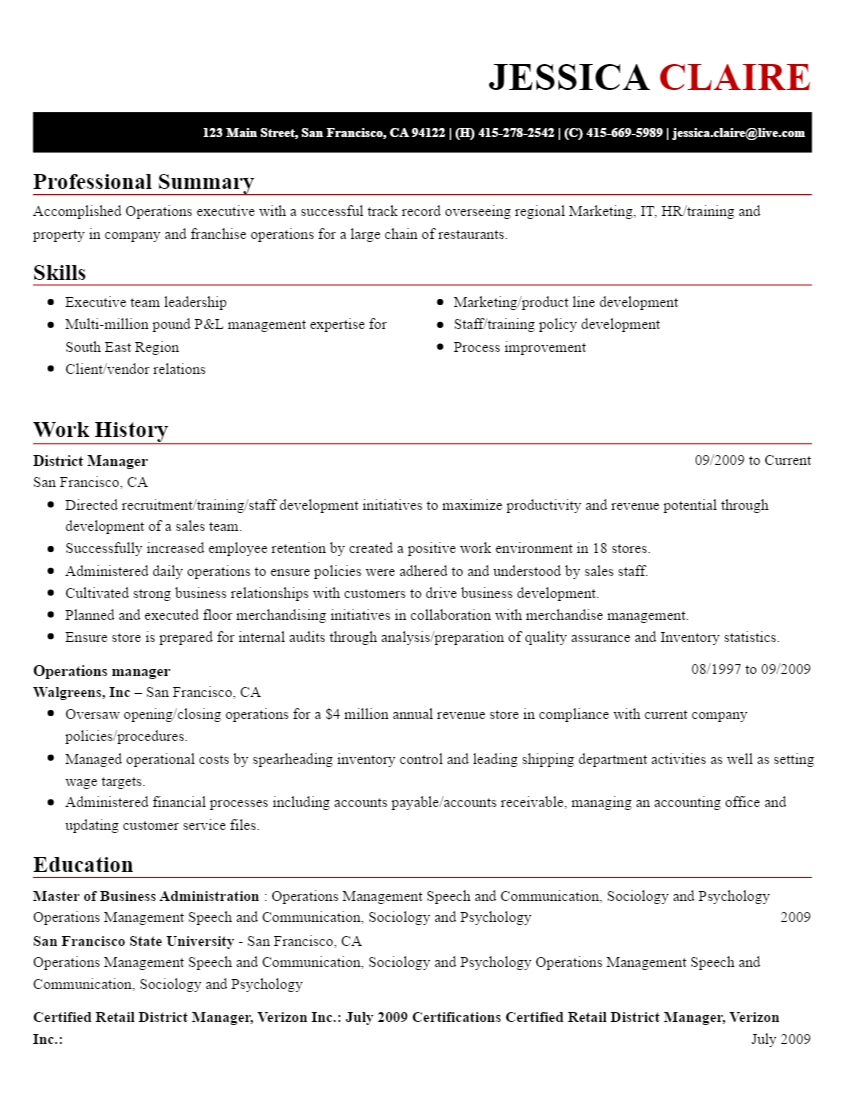 JESSICA CLAIRE
123 Main Street, San Francisco, CA 94122 | (H) 415-278-2542 | (C) 415-669-5989 | jessica.claire@live.com
Professional Summary
Accomplished Operations executive with a successful track record overseeing regional Marketing, IT, HR/training and
property in company and franchise operations for a large chain of restaurants.
Skills
• Executive team leadership
• Multi-million pound P&L management expertise for
South East Region
• Client/vendor relations
• Marketing/product line development
• Staff/training policy development
• Process improvement
Work History
District Manager 09/2009 to Current
San Francisco, CA
• Directed recruitment/training/staff development initiatives to maximize productivity and revenue potential through
development of a sales team.
• Successfully increased employee retention by created a positive work environment in 18 stores.
• Administered daily operations to ensure policies were adhered to and understood by sales staff.
• Cultivated strong business relationships with customers to drive business development.
• Planned and executed floor merchandising initiatives in collaboration with merchandise management.
• Ensure store is prepared for internal audits through analysis/preparation of quality assurance and Inventory statistics.
Operations manager 08/1997 to 09/2009
Walgreens, Inc – San Francisco, CA
• Oversaw opening/closing operations for a $4 million annual revenue store in compliance with current company
policies/procedures.
• Managed operational costs by spearheading inventory control and leading shipping department activities as well as setting
wage targets.
• Administered financial processes including accounts payable/accounts receivable, managing an accounting office and
updating customer service files.
Education
Master of Business Administration : Operations Management Speech and Communication, Sociology and Psychology
Operations Management Speech and Communication, Sociology and Psychology 2009
San Francisco State University - San Francisco, CA
Operations Management Speech and Communication, Sociology and Psychology Operations Management Speech and
Communication, Sociology and Psychology
Certified Retail District Manager, Verizon Inc.: July 2009 Certifications Certified Retail District Manager, Verizon
Inc.: July 2009